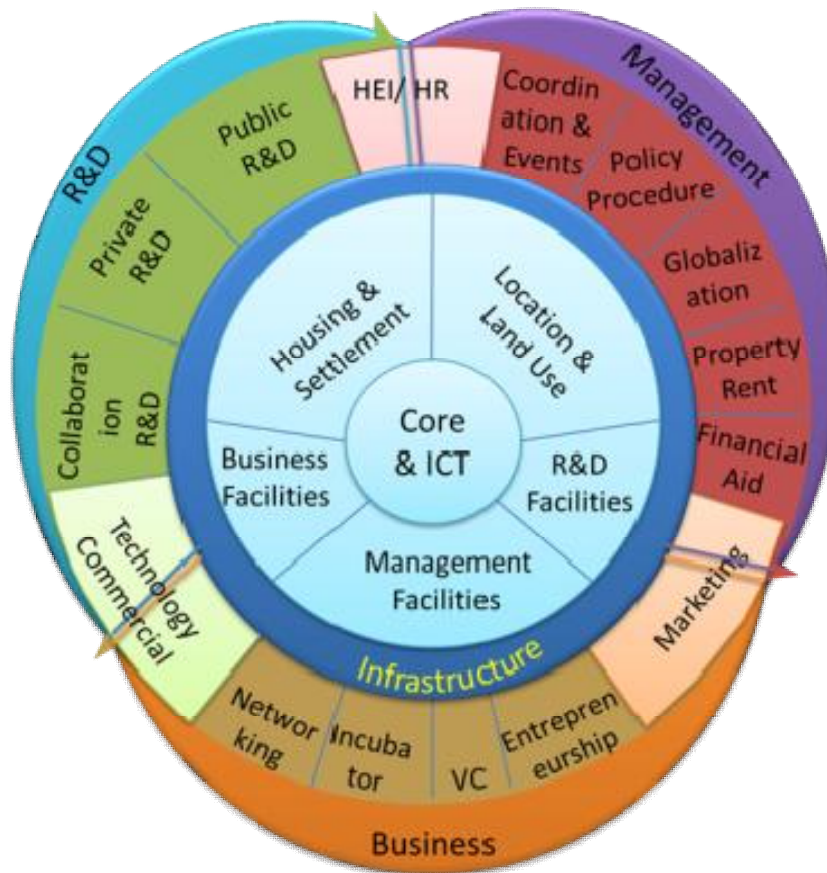 HEI/ HR
Coordin
ation &
Events
Management
Policy
Procedure
Globaliz
ation
Property
Rent
Financial
Aid
Marketing
Entrepren
eurship
VC
Incuba
tor
Networ
king
Business
Technology
Commercial
Collaborat
ion
R&D
Private
R&D
Public
R&D
R&D
Infrastructure
Housing &
Settlement
Location &
Land Use
Business
Facilities
R&D
Facilities
Management
Facilities
Core
& ICT